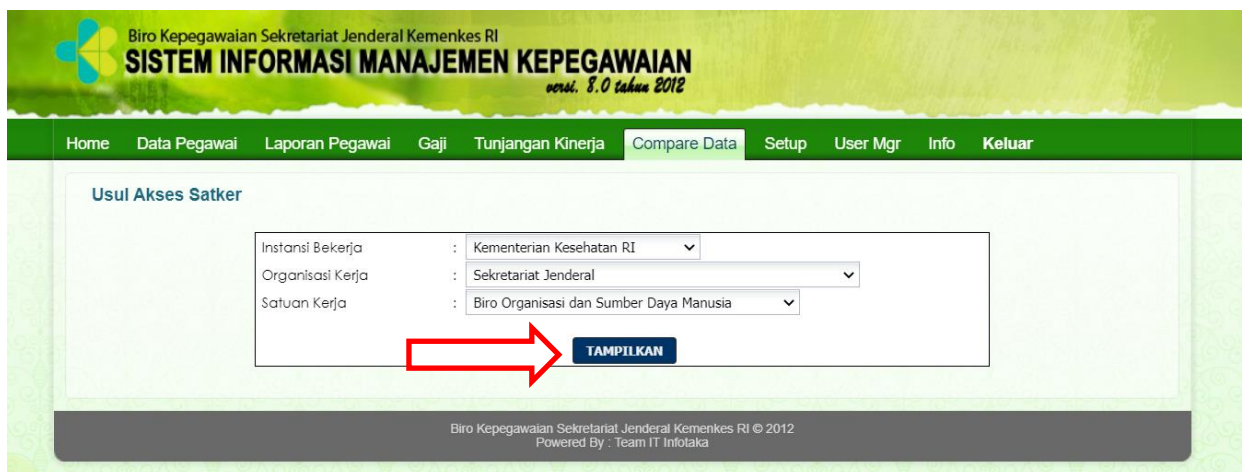 Biro Kepegawaian Sekretariat Jenderal Kemenkes RI
SISTEM INFORMASI MANAJEMEN KEPEGAWAIAN
versi. 8.0 tahun 2012
Home Data Pegawai Laporan Pegawai Gaji Tunjangan Kinerja Compare Data Setup User Mgr Info Keluar
Usul Akses Satker
Instansi Bekerja : Kementerian Kesehatan RI
Organisasi Kerja : Sekretariat Jenderal
Satuan Kerja : Biro Organisasi dan Sumber Daya Manusia
TAMPILKAN
Biro Kepegawaian Sekretariat Jenderal Kemenkes RI © 2012
Powered By : Team IT Infotaka